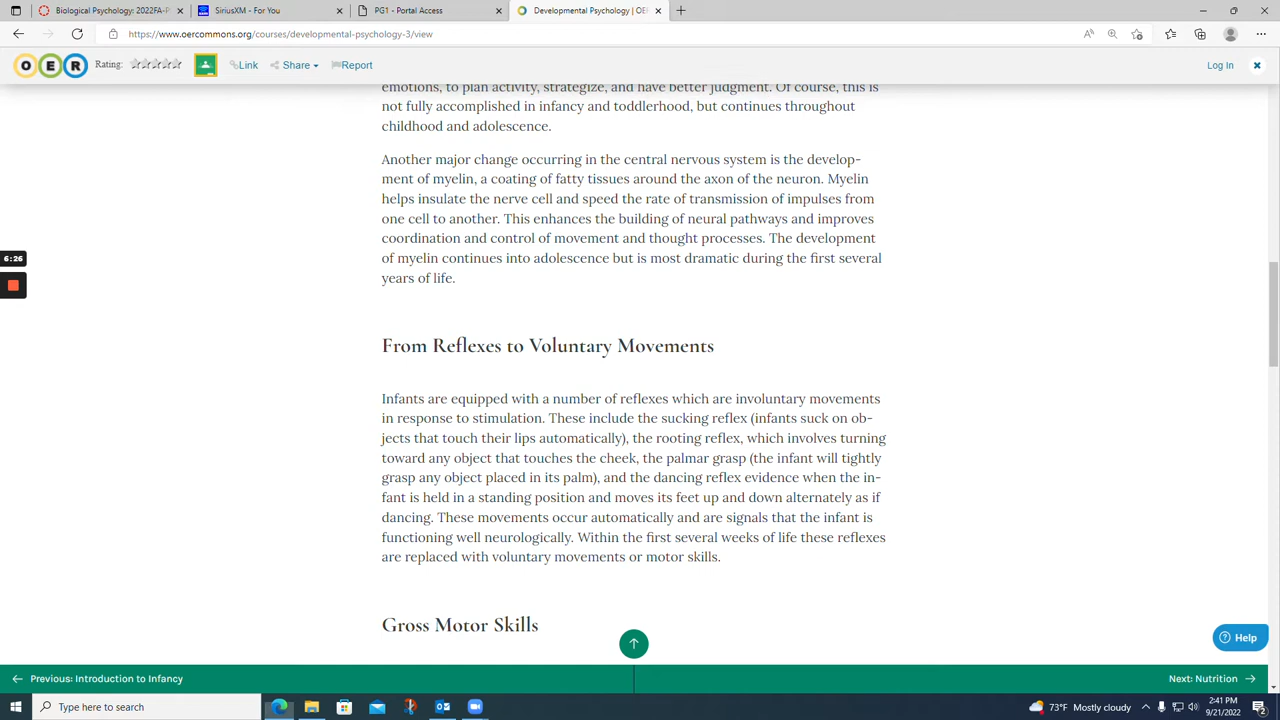 Biological Psychology: 2022FA-P
SiriusXM - For You
PG1 - Portal Access
Developmental Psychology | OER
https://www.oercommons.org/courses/developmental-psychology-3/view
OER
Rating:
Link
Share
Report
Log In
emotions, to plan activity, strategize, and have better judgment. Of course, this is
not fully accomplished in infancy and toddlerhood, but continues throughout
childhood and adolescence.
Another major change occurring in the central nervous system is the develop-
ment of myelin, a coating of fatty tissues around the axon of the neuron. Myelin
helps insulate the nerve cell and speed the rate of transmission of impulses from
one cell to another. This enhances the building of neural pathways and improves
coordination and control of movement and thought processes. The development
of myelin continues into adolescence but is most dramatic during the first several
years of life.
6:26
From Reflexes to Voluntary Movements
Infants are equipped with a number of reflexes which are involuntary movements
in response to stimulation. These include the sucking reflex (infants suck on ob-
jects that touch their lips automatically), the rooting reflex, which involves turning
toward any object that touches the cheek, the palmar grasp (the infant will tightly
grasp any object placed in its palm), and the dancing reflex evidence when the in-
fant is held in a standing position and moves its feet up and down alternately as if
dancing. These movements occur automatically and are signals that the infant is
functioning well neurologically. Within the first several weeks of life these reflexes
are replaced with voluntary movements or motor skills.
Gross Motor Skills
Help
Previous: Introduction to Infancy
Next: Nutrition
Type here to search
73°F Mostly cloudy
2:41 PM
9/21/2022
2